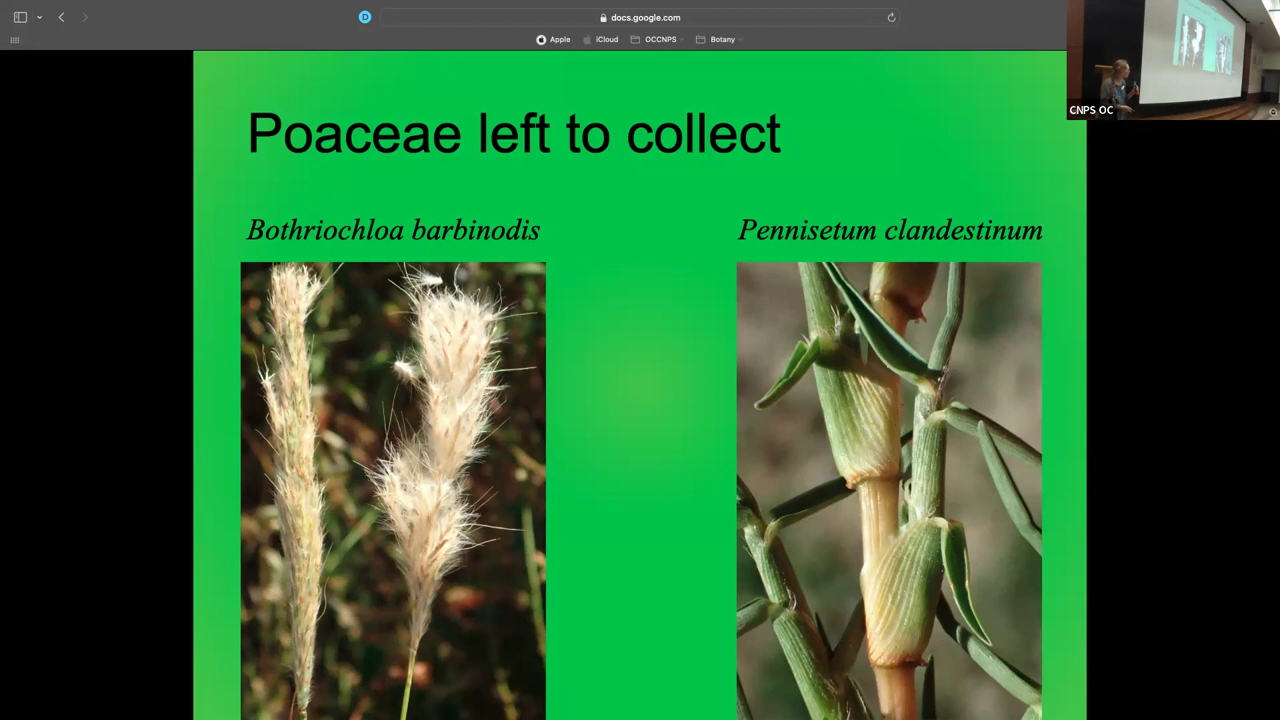 docs.google.com
Apple
iCloud
OCCNPS
Botany
CNPS OC
Poaceae left to collect
Bothriochloa barbinodis
Pennisetum clandestinum